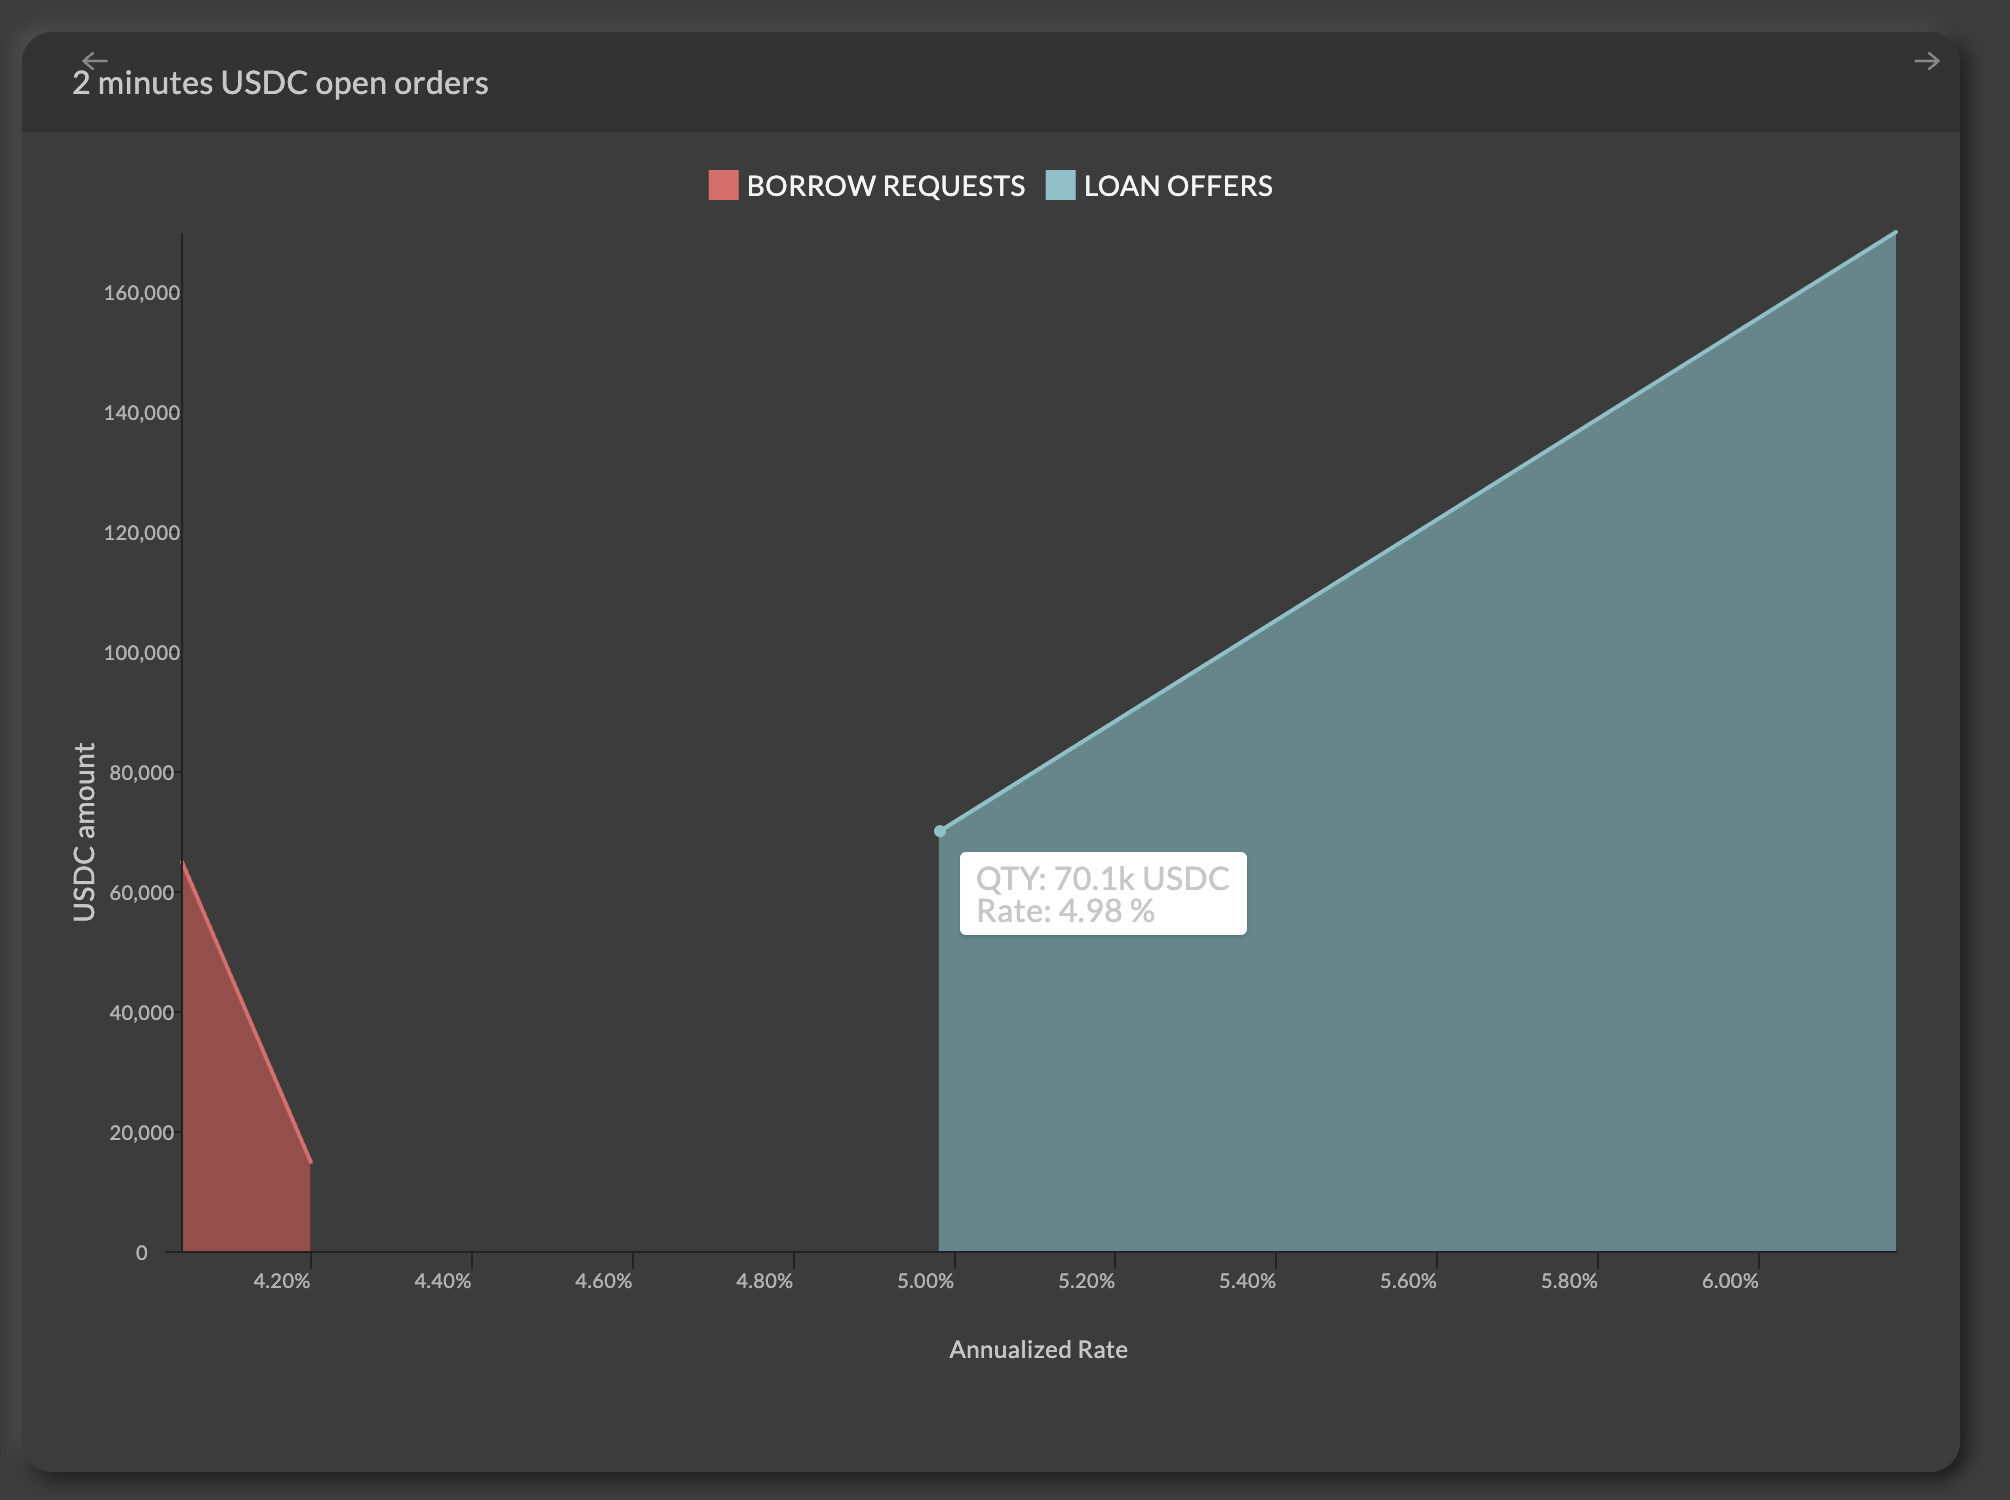 2 minutes USDC open orders
BORROW REQUESTS LOAN OFFERS
160,000
140,000
120,000
100,000
80,000
60,000
40,000
20,000
0
USDC amount
QTY: 70.1k USDC
Rate: 4.98 %
4.20% 4.40% 4.60% 4.80% 5.00% 5.20% 5.40% 5.60% 5.80% 6.00%
Annualized Rate